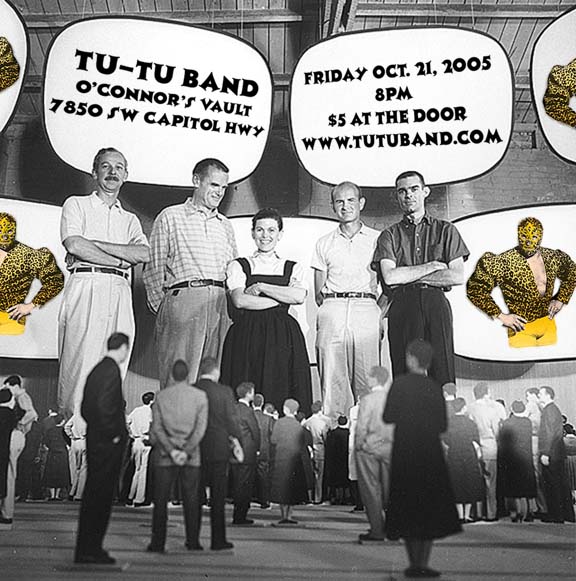 TU-TU BAND
O'CONNOR'S VAULT
7850 SW CAPITOL HWY
FRIDAY OCT. 21, 2005
8PM
$5 AT THE DOOR
WWW.TUTUBAND.COM